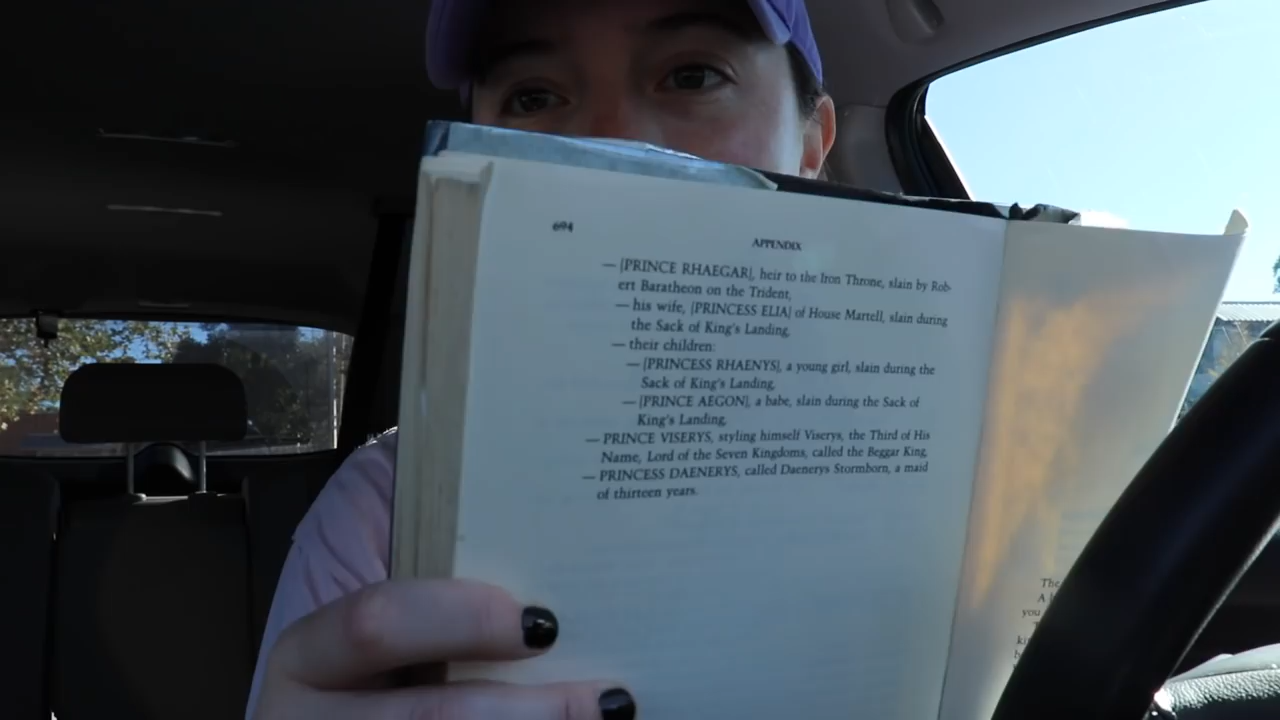 694
APPENDIX
— [PRINCE RHAEGAR], heir to the Iron Throne, slain by Rob-
ert Baratheon on the Trident,
— his wife, [PRINCESS ELIA] of House Martell, slain during
the Sack of King's Landing,
— their children:
— [PRINCESS RHAENYS], a young girl, slain during the
Sack of King's Landing,
— [PRINCE AEGON], a babe, slain during the Sack of
King's Landing,
— PRINCE VISERYS, styling himself Viserys, the Third of His
Name, Lord of the Seven Kingdoms, called the Beggar King,
— PRINCESS DAENERYS, called Daenerys Stormborn, a maid
of thirteen years.
The
A
you